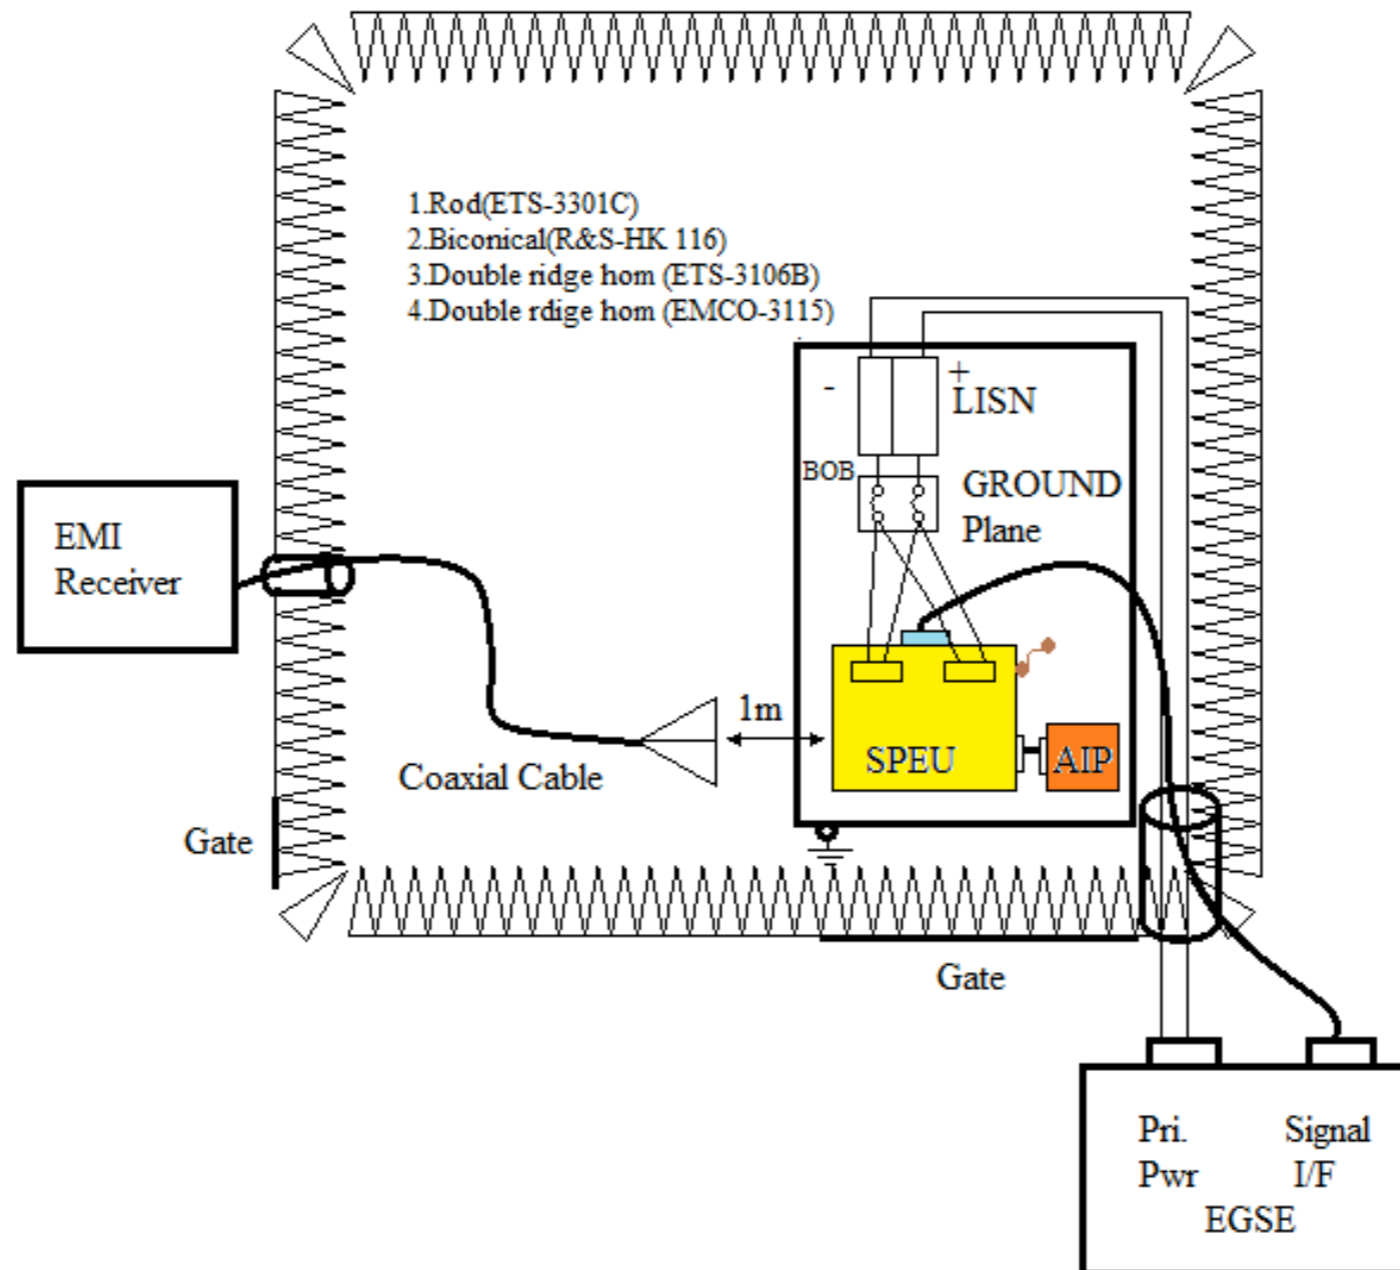 1.Rod(ETS-3301C)
2.Biconical(R&S-HK 116)
3.Double ridge hom (ETS-3106B)
4.Double rdige hom (EMCO-3115)
-
+
LISN
BOB
GROUND
Plane
EMI
Receiver
1m
SPEU
AIP
Coaxial Cable
Gate
Gate
Pri.
Signal
Pwr
I/F
EGSE